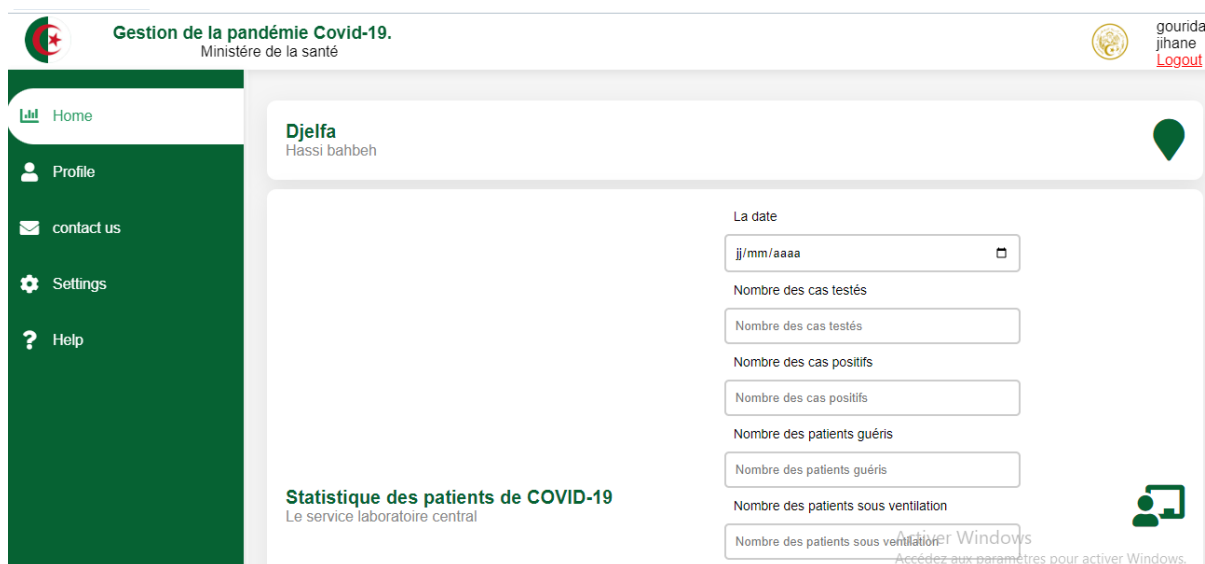 Gestion de la pandémie Covid-19.
Ministére de la santé
gourida
jihane
Logout
Home
Profile
contact us
Settings
Help
Djelfa
Hassi bahbeh
La date
jj/mm/aaaa
Nombre des cas testés
Nombre des cas testés
Nombre des cas positifs
Nombre des cas positifs
Nombre des patients guéris
Nombre des patients guéris
Statistique des patients de COVID-19
Le service laboratoire central
Nombre des patients sous ventilation
Nombre des patients sous ventilation
Activer Windows
Accédez aux paramètres pour activer Windows.